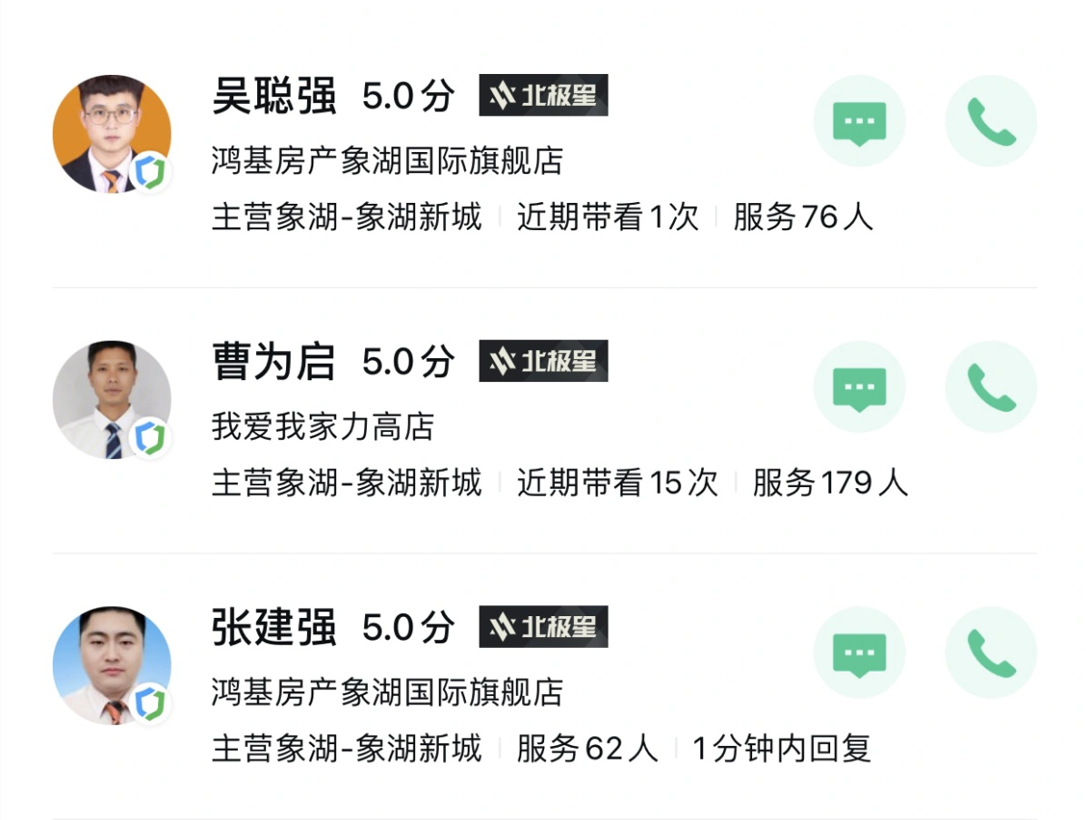 吴聪强 5.0分 北极星
鸿基房产象湖国际旗舰店
主营象湖-象湖新城 近期带看1次 服务76人
曹为启 5.0分 北极星
我爱我家力高店
主营象湖-象湖新城 近期带看15次 服务179人
张建强 5.0分 北极星
鸿基房产象湖国际旗舰店
主营象湖-象湖新城 服务62人 1分钟内回复